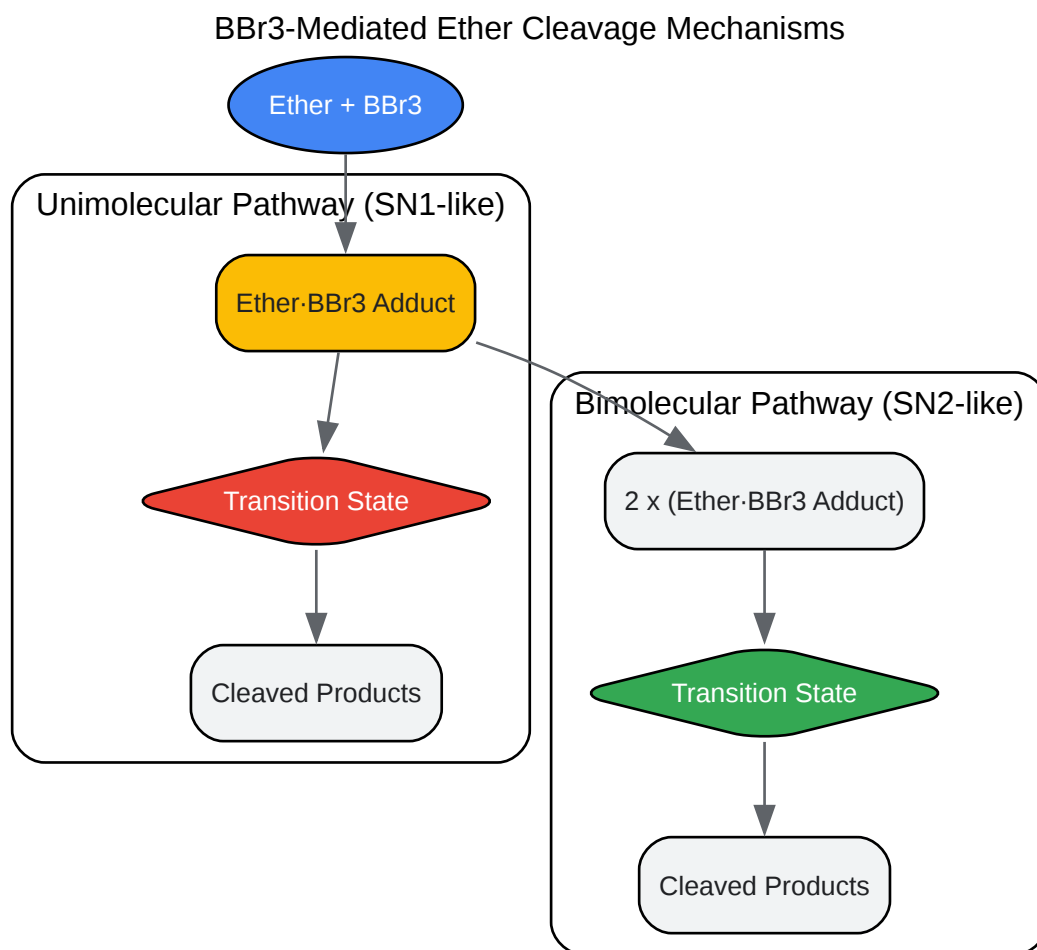 BBr3-Mediated Ether Cleavage Mechanisms
Ether + BBr3
Unimolecular Pathway (SN1-like)
Ether·BBr3 Adduct
Transition State
Cleaved Products
Bimolecular Pathway (SN2-like)
2 x (Ether·BBr3 Adduct)
Transition State
Cleaved Products